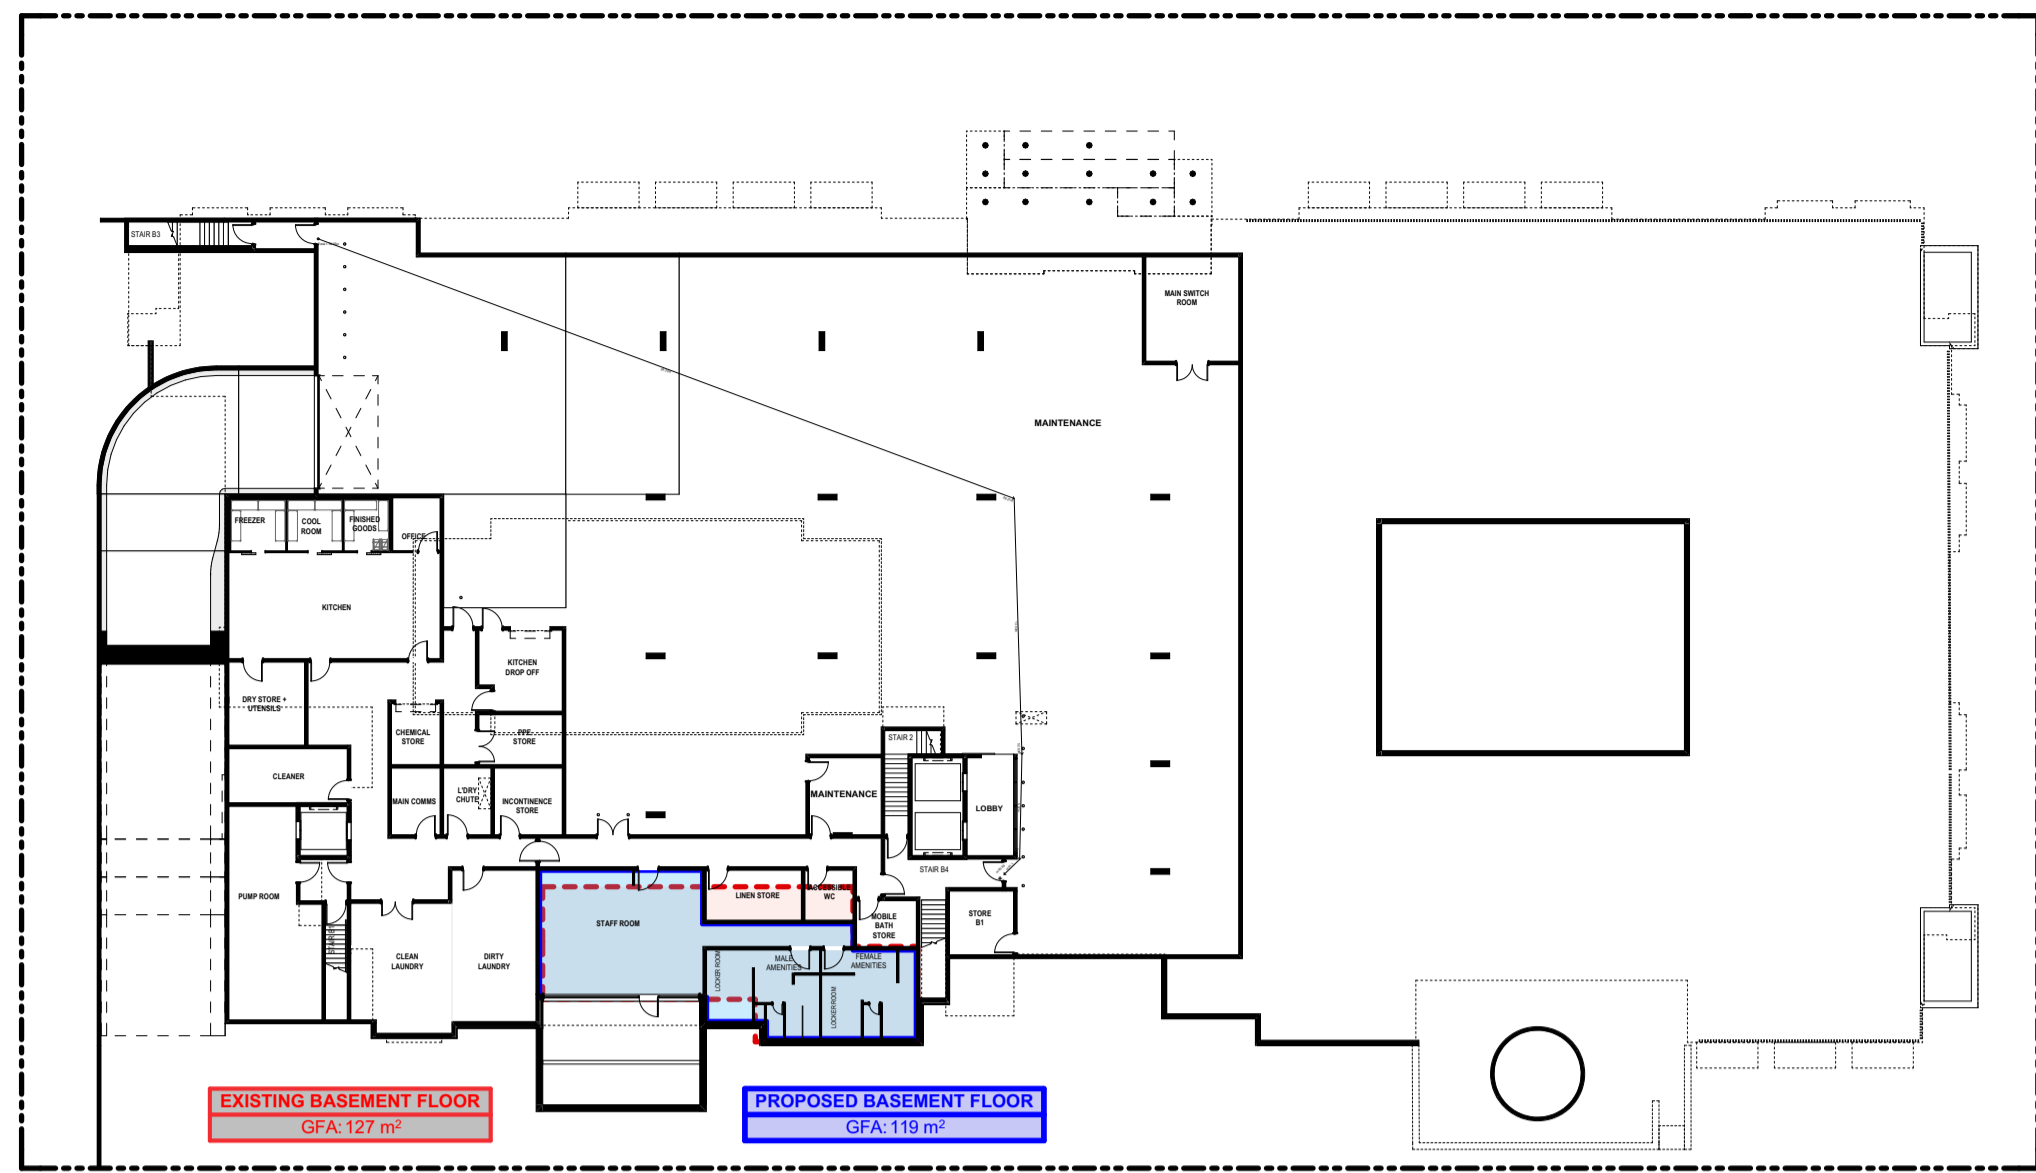 STAIR B3
MAIN SWITCH
ROOM
MAINTENANCE
FREEZER
COOL
ROOM
FINISHED
GOODS
OFFICE
KITCHEN
KITCHEN
DROP OFF
DRY STORE +
UTENSILS
CHEMICAL
STORE
PPE
STORE
STAIR 2
CLEANER
MAIN COMMS
L'DRY
CHUTE
INCONTINENCE
STORE
MAINTENANCE
LOBBY
STAIR B4
PUMP ROOM
STAIR B1
CLEAN
LAUNDRY
DIRTY
LAUNDRY
STAFF ROOM
LINEN STORE
ACCESSIBLE
WC
MOBILE
BATH
STORE
STORE
B1
LOCKER ROOM
MALE
AMENITIES
FEMALE
AMENITIES
LOCKER ROOM
EXISTING BASEMENT FLOOR
GFA: 127 m²
PROPOSED BASEMENT FLOOR
GFA: 119 m²